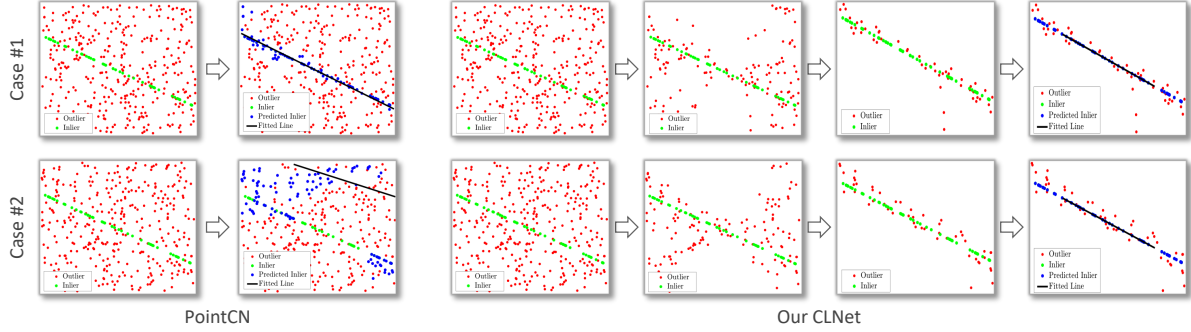 Case #1
Outlier
Inlier
Outlier
Inlier
Predicted Inlier
Fitted Line
Outlier
Inlier
Outlier
Inlier
Outlier
Inlier
Outlier
Inlier
Predicted Inlier
Fitted Line
Case #2
Outlier
Inlier
Outlier
Inlier
Predicted Inlier
Fitted Line
Outlier
Inlier
Outlier
Inlier
Outlier
Inlier
Outlier
Inlier
Predicted Inlier
Fitted Line
PointCN
Our CLNet